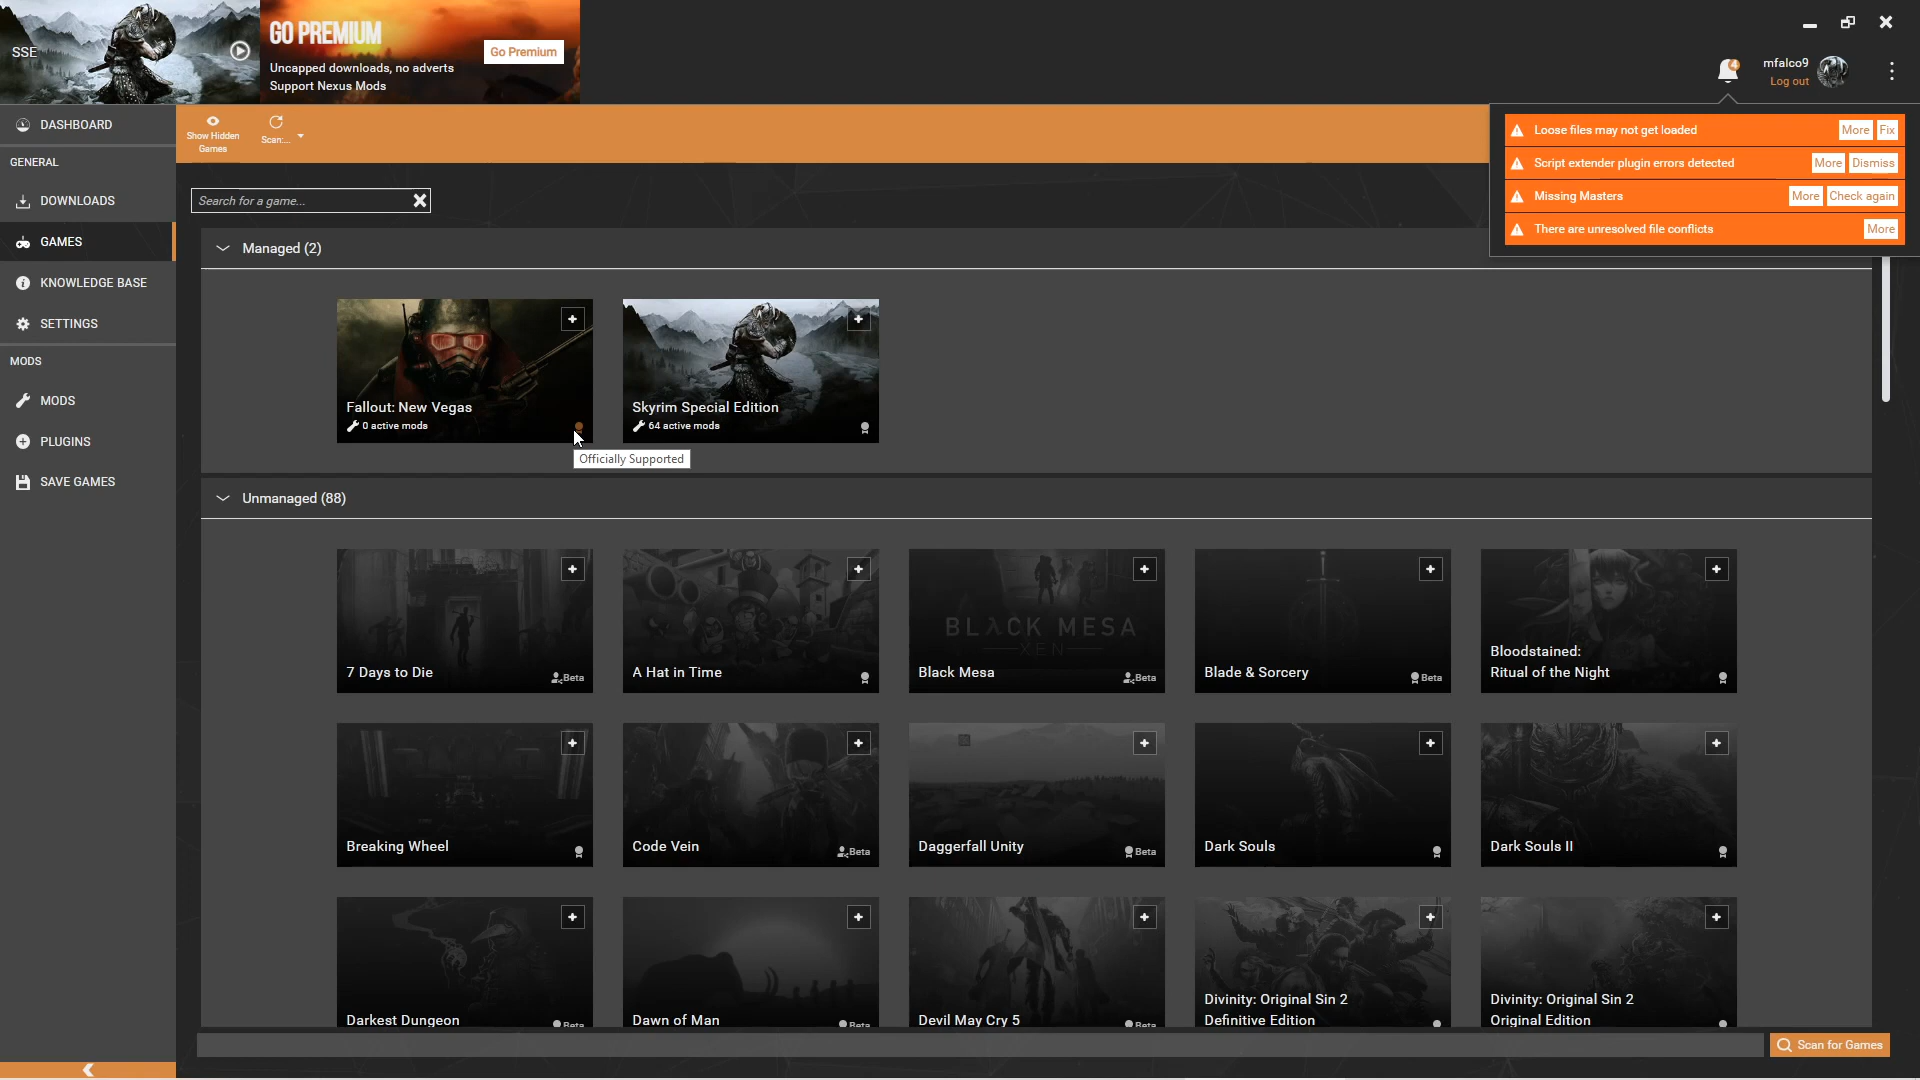 SSE
GO PREMIUM
Uncapped downloads, no adverts
Support Nexus Mods
Go Premium
4
mfalco9
Log out
DASHBOARD
GENERAL
DOWNLOADS
GAMES
KNOWLEDGE BASE
SETTINGS
MODS
MODS
PLUGINS
SAVE GAMES
Show Hidden
Games
Scan:...
Loose files may not get loaded
More Fix
Script extender plugin errors detected
More Dismiss
Missing Masters
More Check again
There are unresolved file conflicts
More
Search for a game...
Managed (2)
Fallout: New Vegas
0 active mods
Skyrim Special Edition
64 active mods
Officially Supported
Unmanaged (88)
7 Days to Die
Beta
A Hat in Time
BLACK MESA
XEN
Black Mesa
Beta
Blade & Sorcery
Beta
Bloodstained:
Ritual of the Night
Breaking Wheel
Code Vein
Beta
Daggerfall Unity
Beta
Dark Souls
Dark Souls II
Darkest Dungeon
Beta
Dawn of Man
Beta
Devil May Cry 5
Beta
Divinity: Original Sin 2
Definitive Edition
Divinity: Original Sin 2
Original Edition
Scan for Games